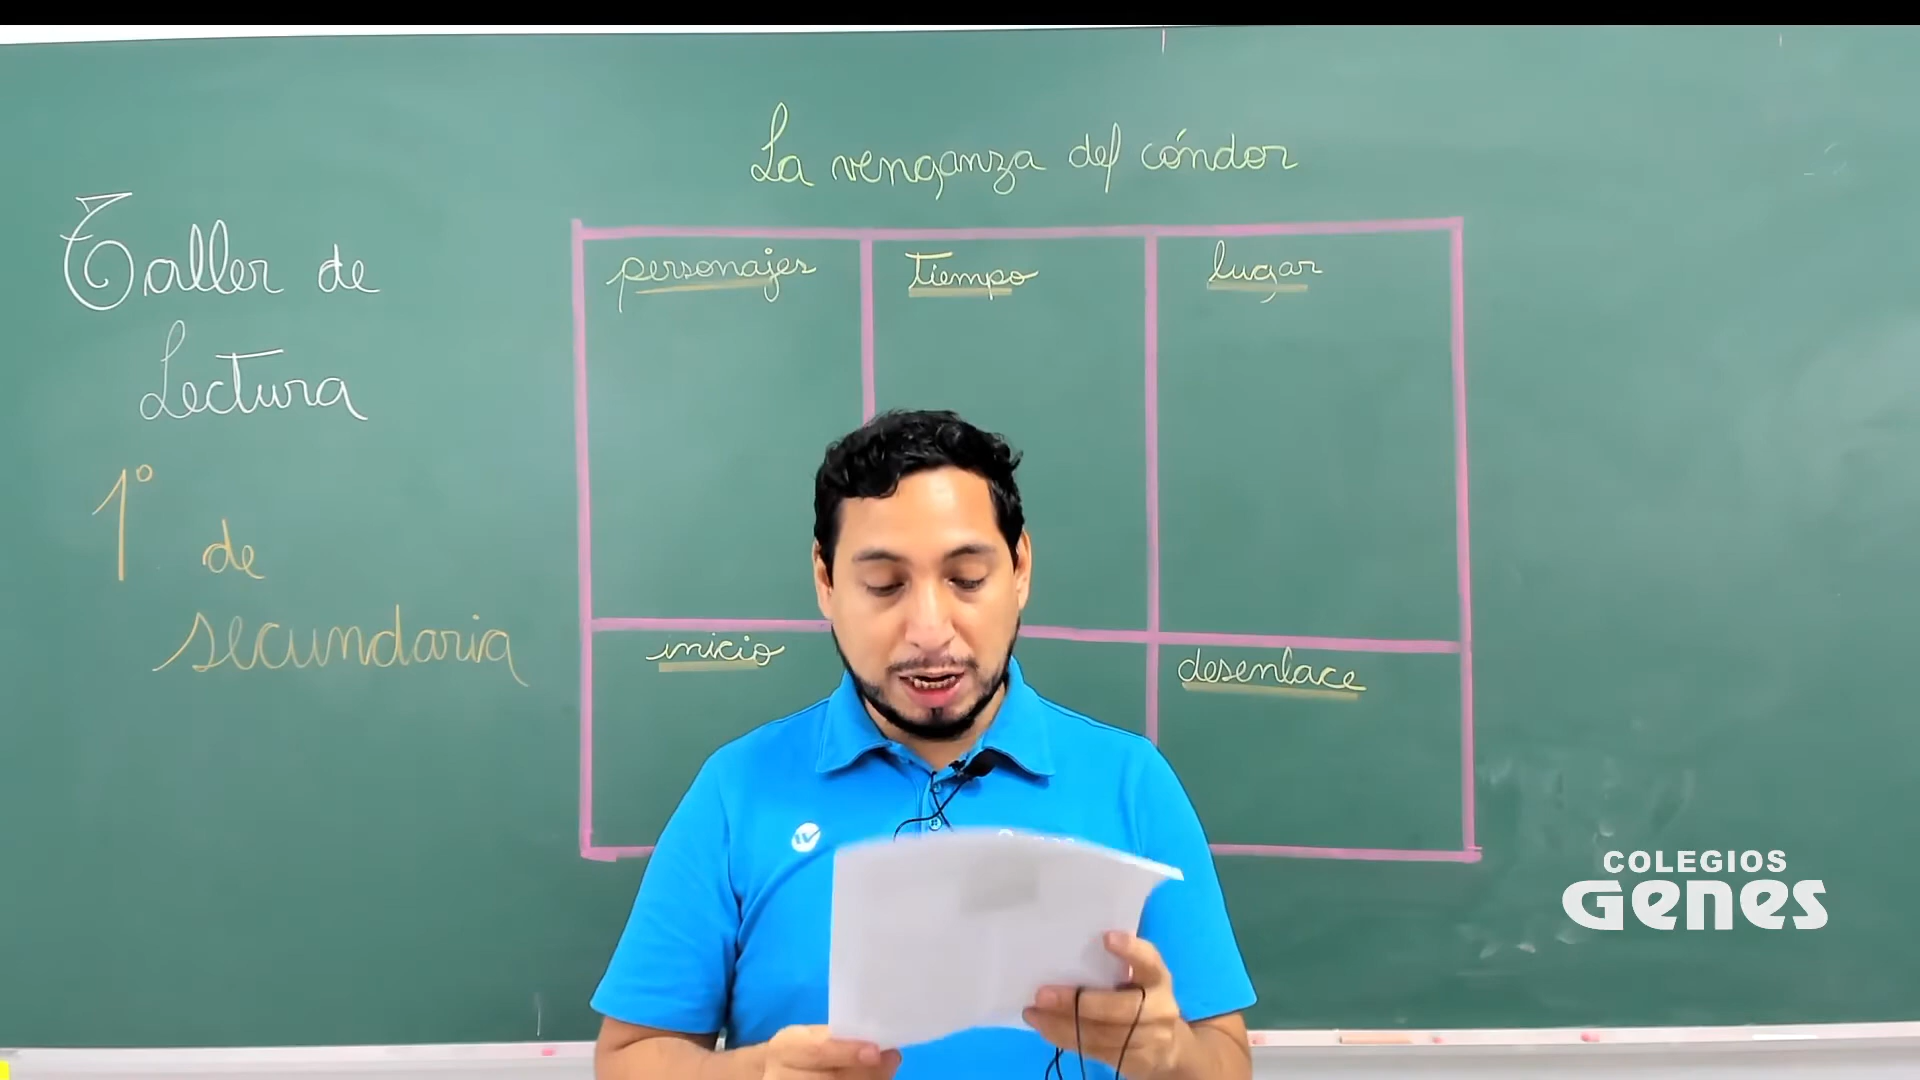 La venganza del cóndor
Taller de
Lectura
1° de
secundaria
personajes
Tiempo
lugar
inicio
desenlace
COLEGIOS
GENES